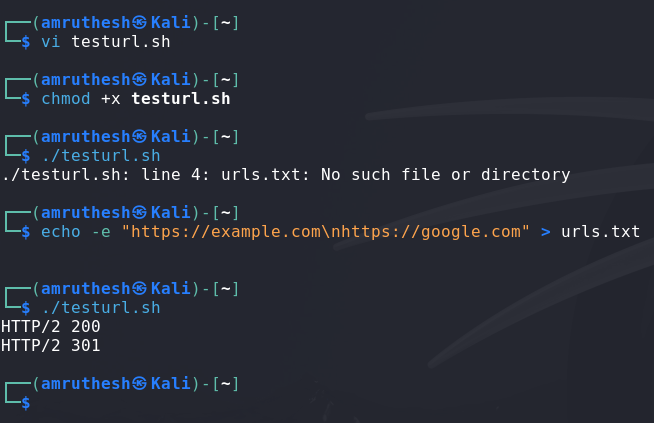 ┌──(amruthesh㉿Kali)-[~]
└─$ vi testurl.sh
┌──(amruthesh㉿Kali)-[~]
└─$ chmod +x testurl.sh
┌──(amruthesh㉿Kali)-[~]
└─$ ./testurl.sh
./testurl.sh: line 4: urls.txt: No such file or directory
┌──(amruthesh㉿Kali)-[~]
└─$ echo -e "https://example.com\nhttps://google.com" > urls.txt
┌──(amruthesh㉿Kali)-[~]
└─$ ./testurl.sh
HTTP/2 200
HTTP/2 301
┌──(amruthesh㉿Kali)-[~]
└─$